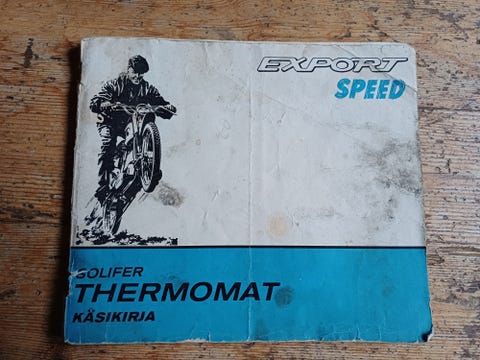 EXPORT
SPEED
SOLIFER
THERMOMAT
KÄSIKIRJA